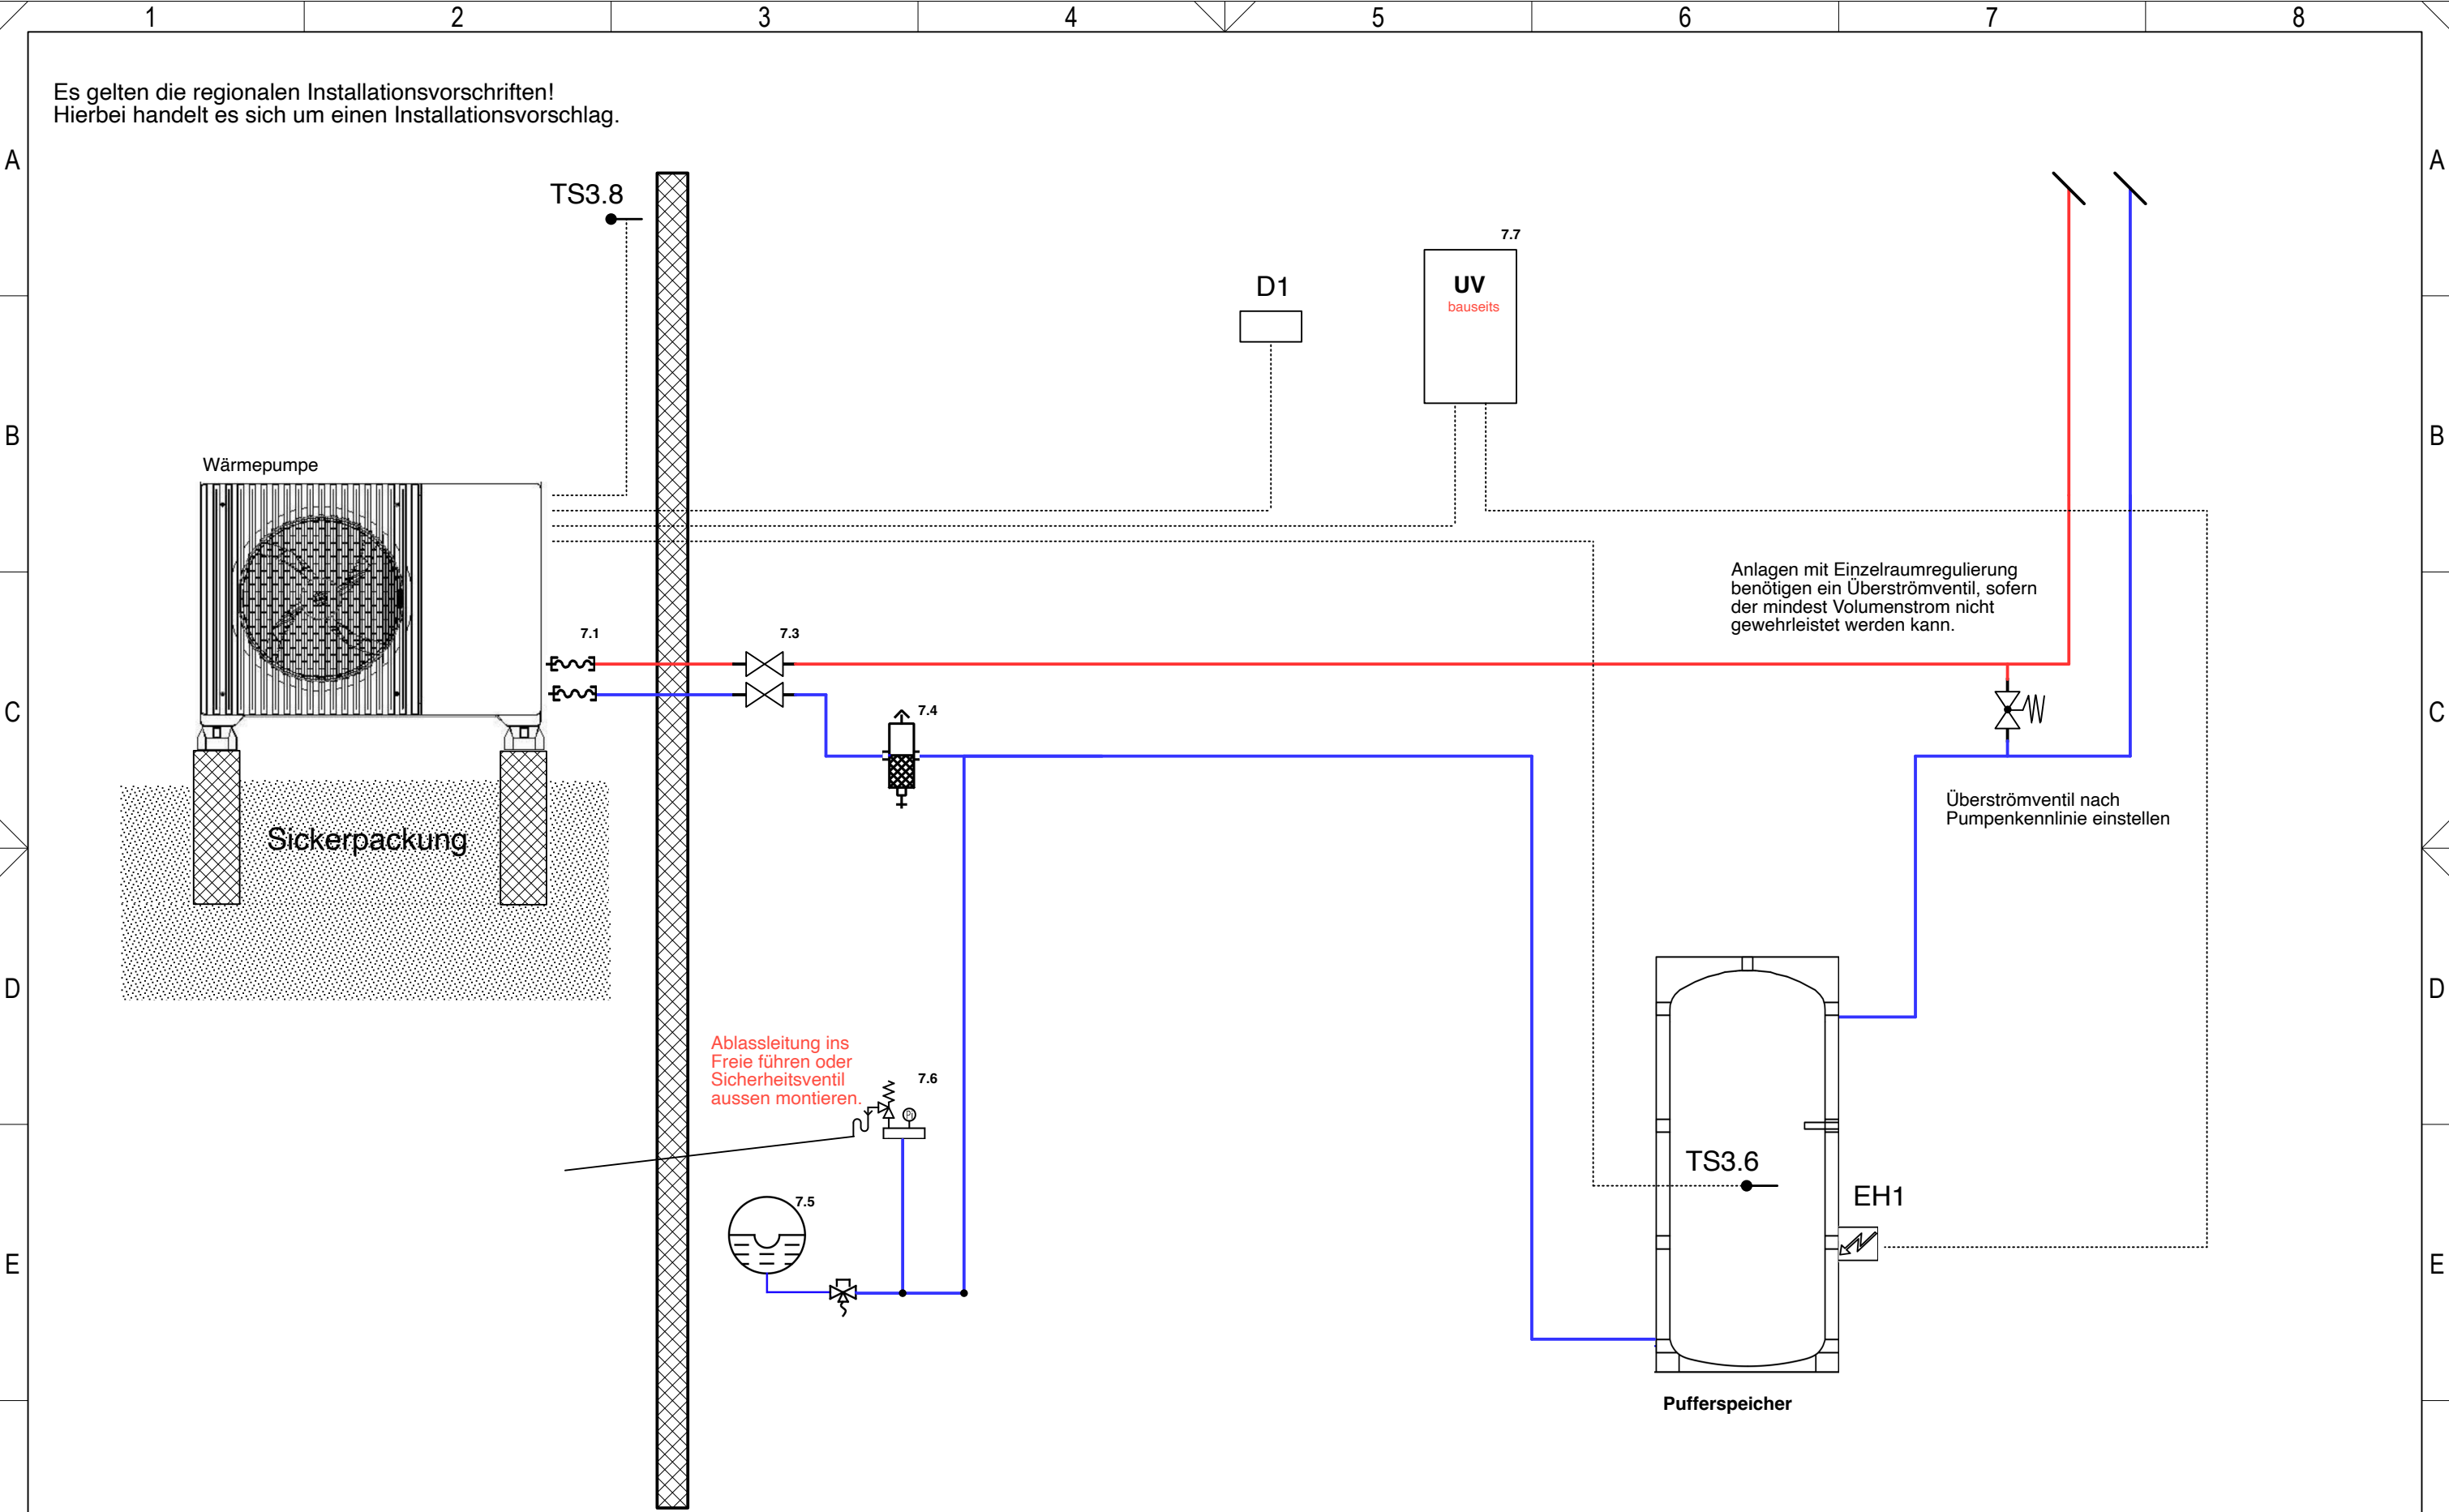 1 2 3 4 5 6 7 8
Es gelten die regionalen Installationsvorschriften!
Hierbei handelt es sich um einen Installationsvorschlag.
A A
TS3.8
7.7
D1
UV
bauseits
B B
Wärmepumpe
Anlagen mit Einzelraumregulierung
benötigen ein Überströmventil, sofern
der mindest Volumenstrom nicht
gewehrleistet werden kann.
7.1
7.3
C C
7.4
Überströmventil nach
Pumpenkennlinie einstellen
Sickerpackung
D D
Ablassleitung ins
Freie führen oder
Sicherheitsventil
aussen montieren.
7.6
TS3.6
EH1
7.5
E E
Pufferspeicher